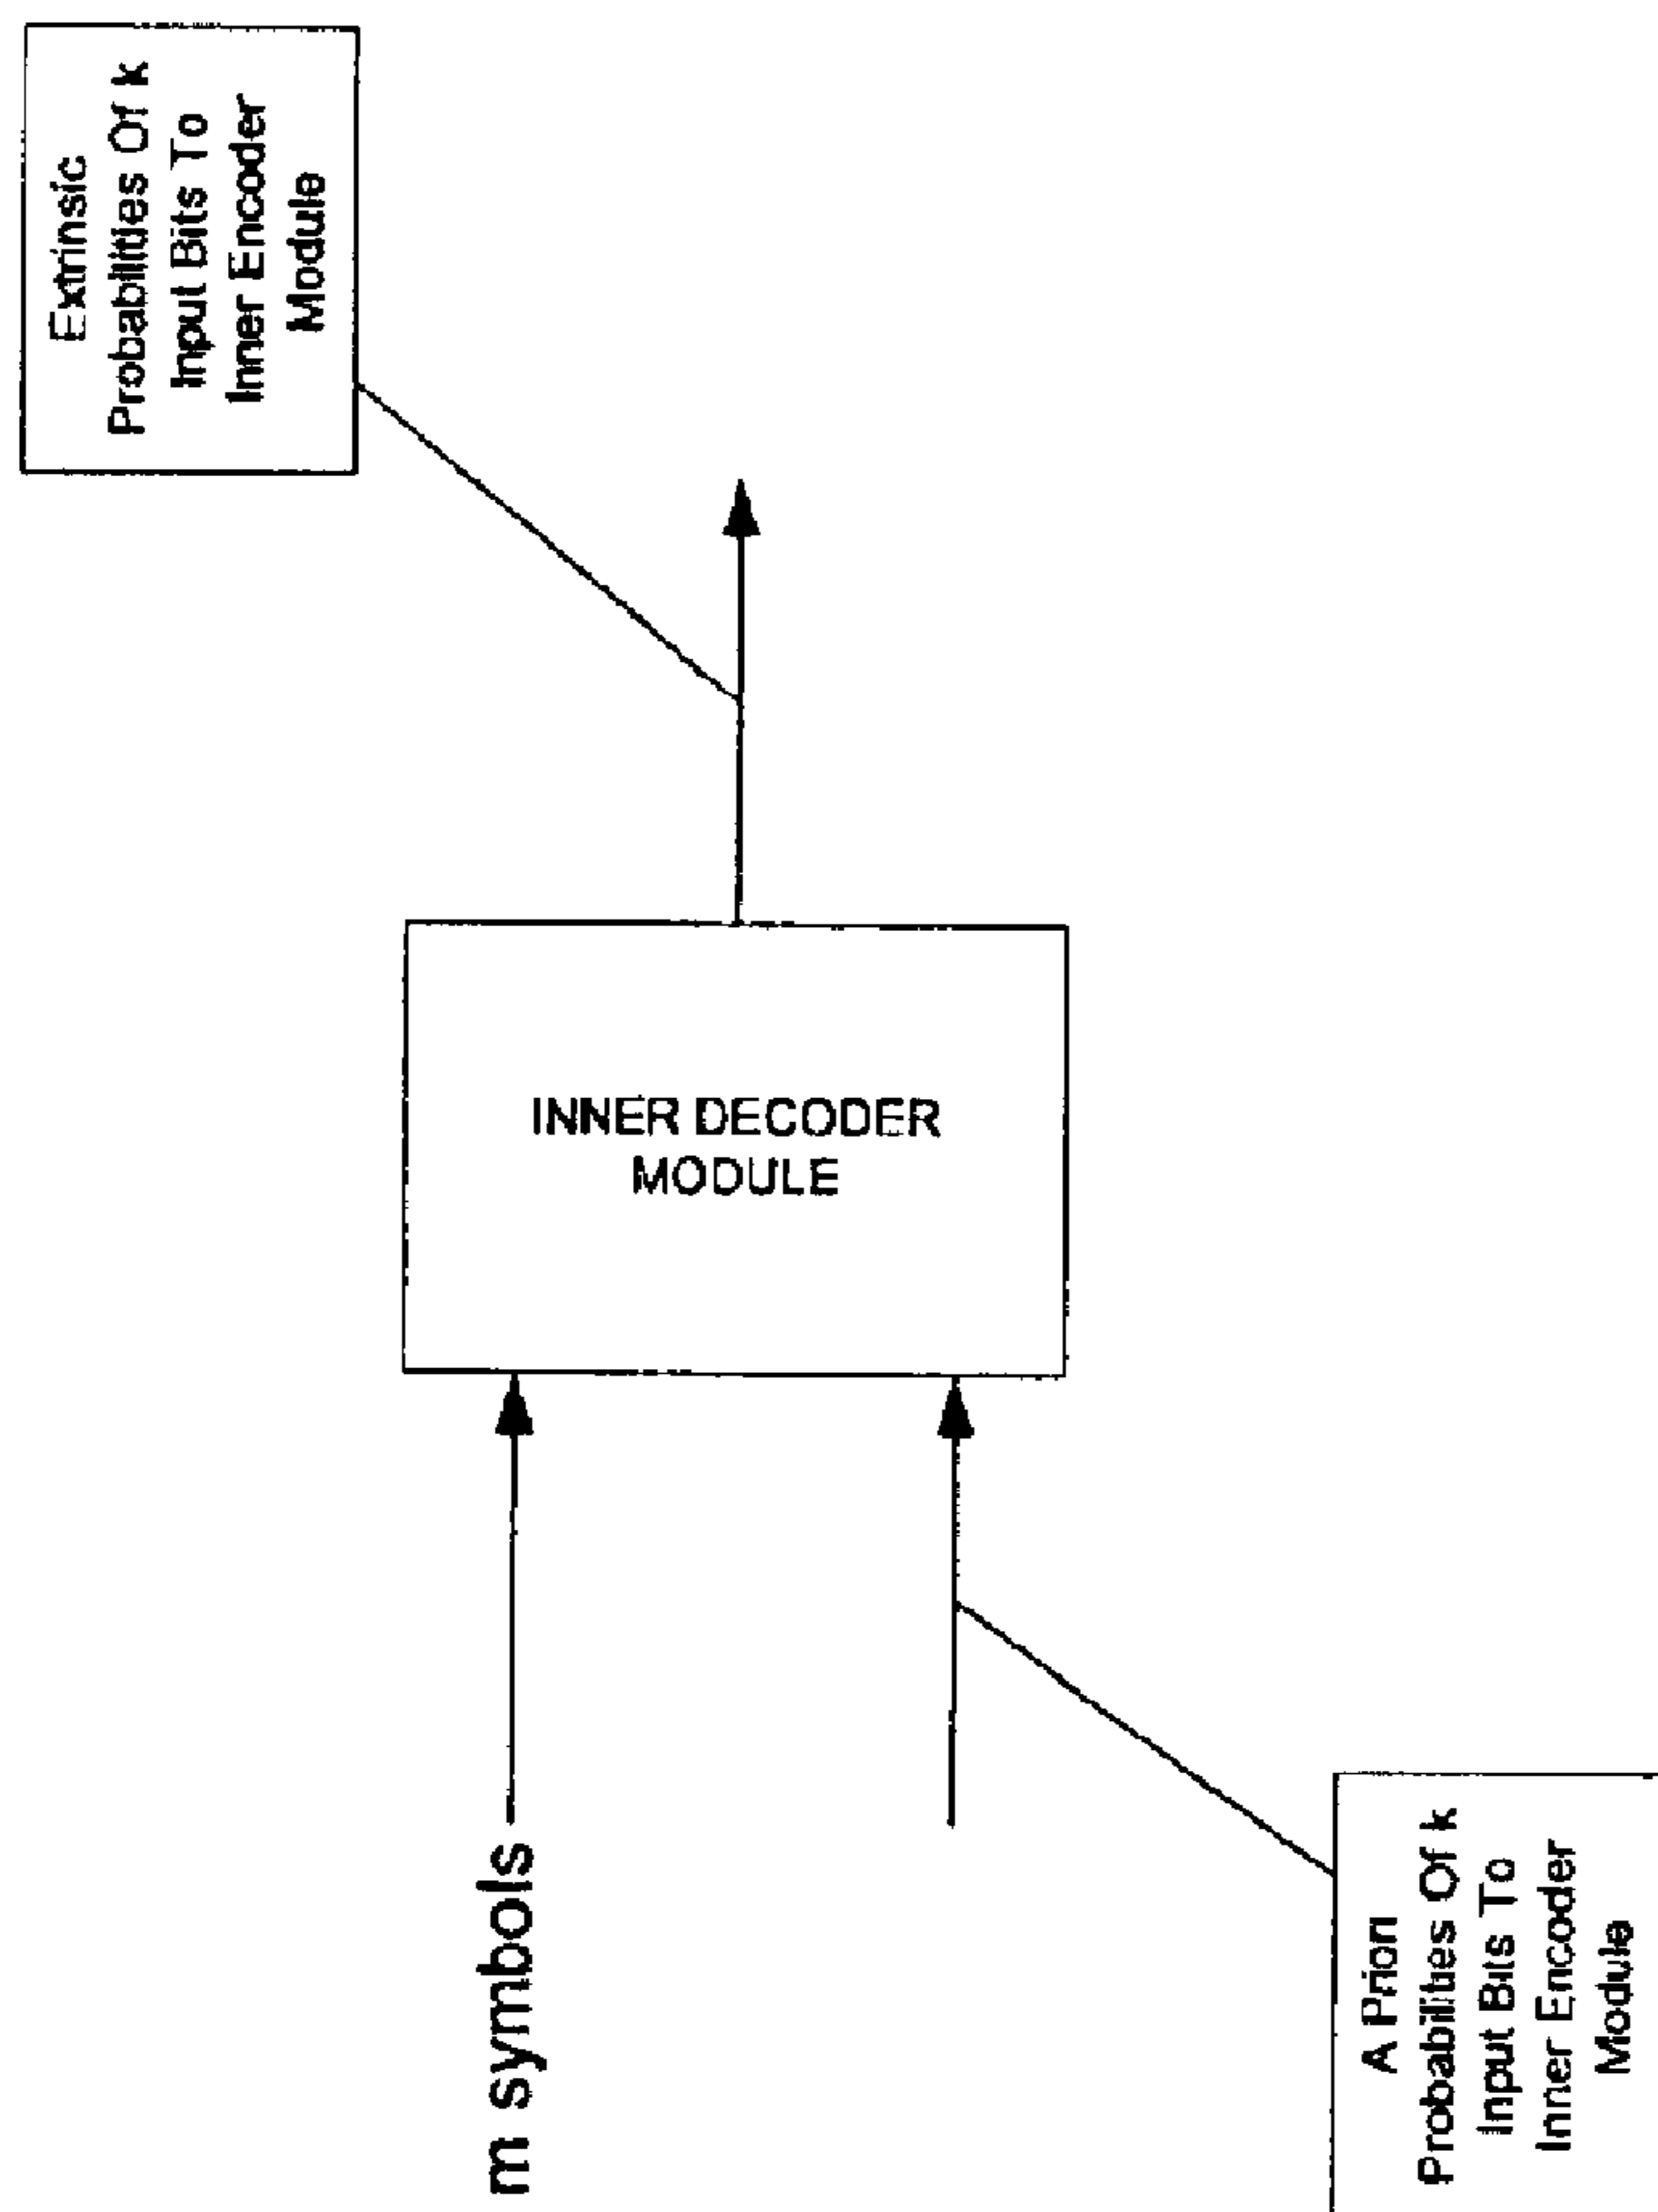 Extrinsic
Probabilities Of k
Input Bits To
Inner Encoder
Module
INNER DECODER
MODULE
m symbols
A Priori
Probabilities Of k
Input Bits To
Inner Encoder
Module